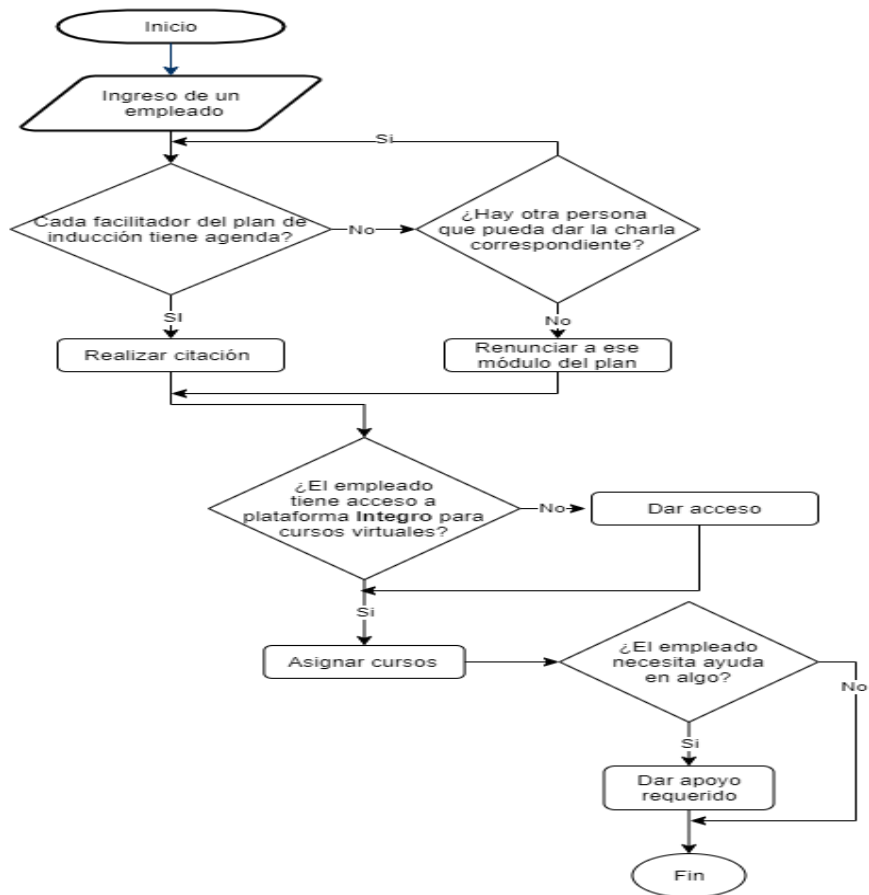 Inicio
Ingreso de un
empleado
Si
Cada facilitador del plan de
inducción tiene agenda?
No
¿Hay otra persona
que pueda dar la charla
correspondiente?
SI
No
Realizar citación
Renunciar a ese
módulo del plan
¿El empleado
tiene acceso a
plataforma Integro para
cursos virtuales?
No
Dar acceso
Si
Asignar cursos
¿El empleado
necesita ayuda
en algo?
No
Si
Dar apoyo
requerido
Fin